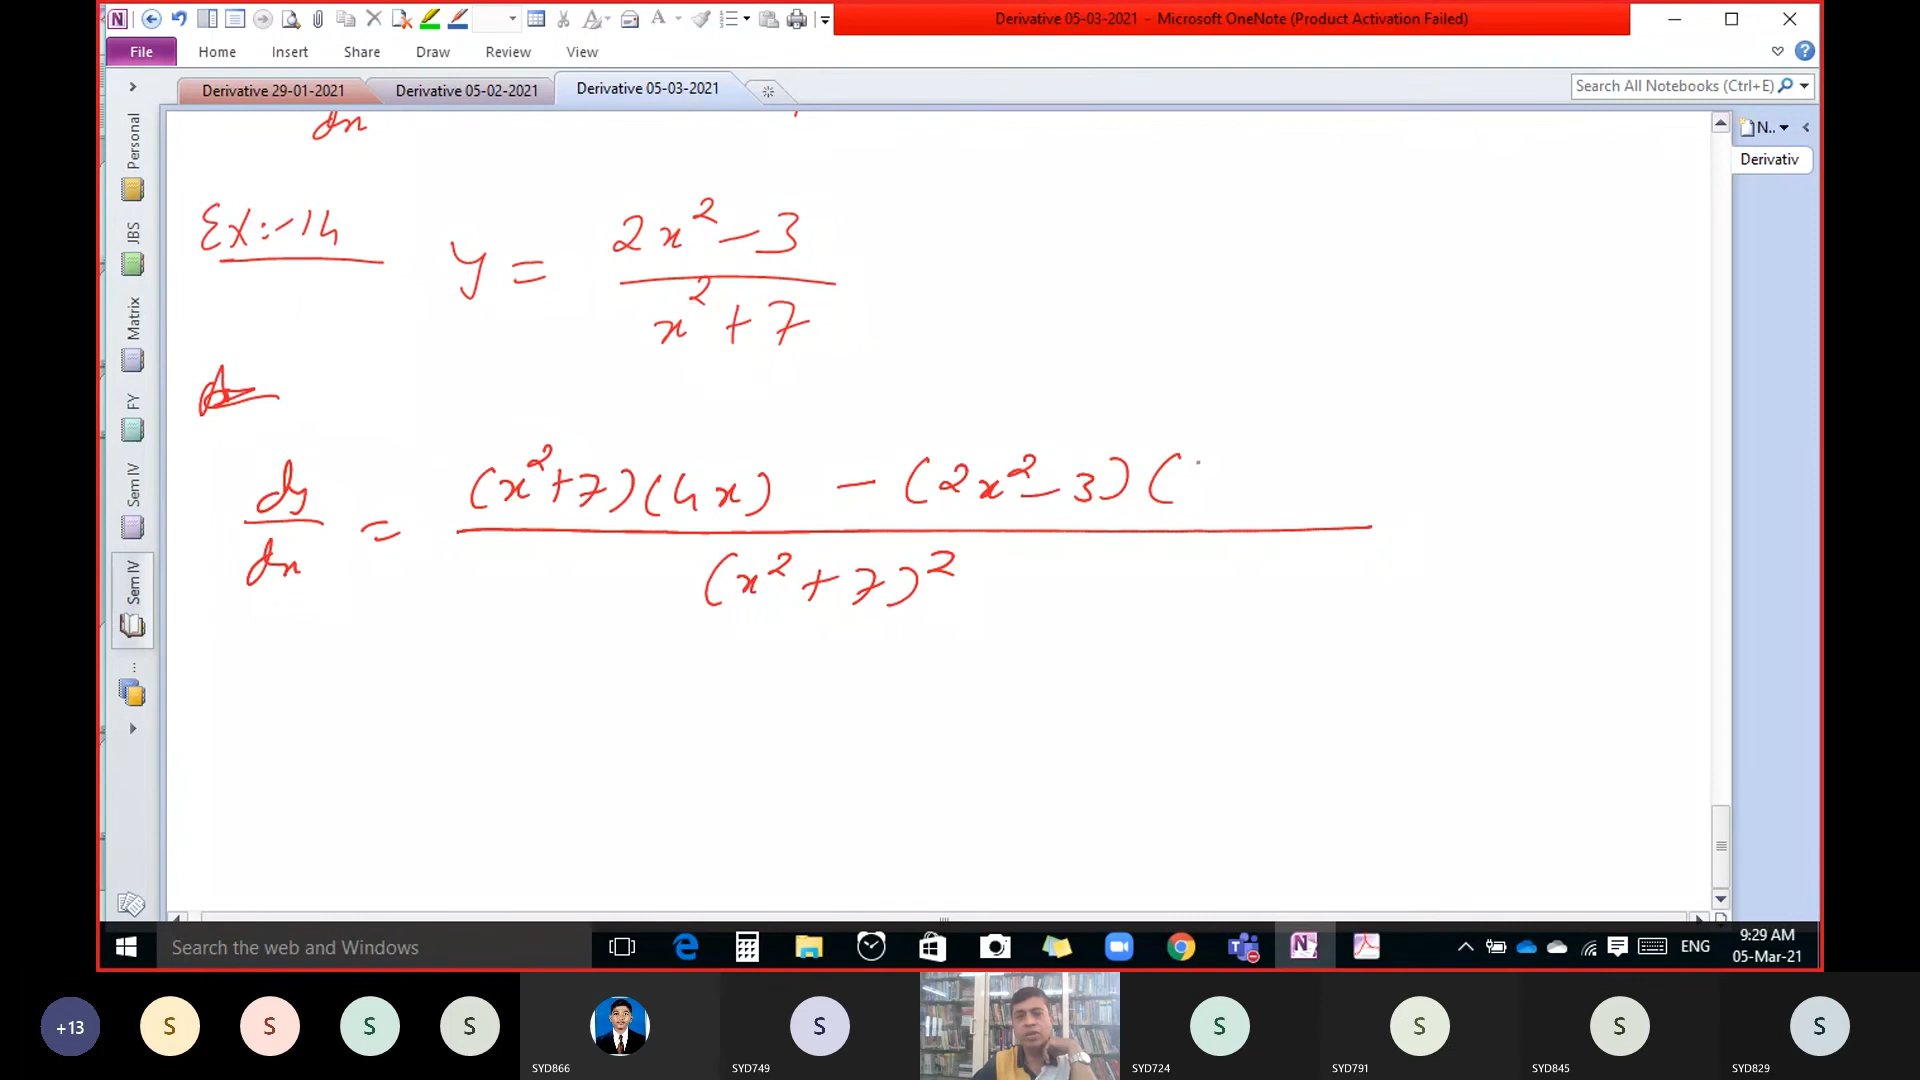 Derivative 05-03-2021 - Microsoft OneNote (Product Activation Failed)
File Home Insert Share Draw Review View
Derivative 29-01-2021 Derivative 05-02-2021 Derivative 05-03-2021
Search All Notebooks (Ctrl+E)
N..
Derivativ
Personal
JBS
Matrix
FY
Sem IV
Sem IV
dx
Ex:-14
y = 2x² - 3
x² + 7
dy = (x²+7)(4x) - (2x²-3)(
dx (x²+7)²
Search the web and Windows
ENG
9:29 AM
05-Mar-21
+13 S S S S S S S S S
SYD866 SYD749 SYD724 SYD791 SYD845 SYD829